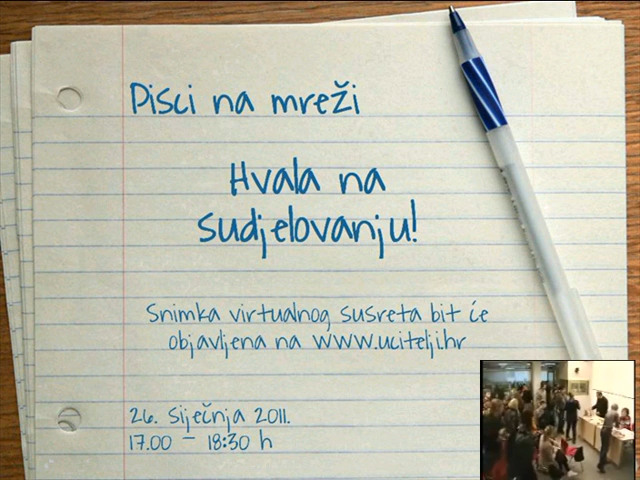 Pisci na mreži
Hvala na
sudjelovanju!
Snimka virtualnog susreta bit će
objavljena na www.ucitelji.hr
26. siječnja 2011.
17.00 - 18:30 h